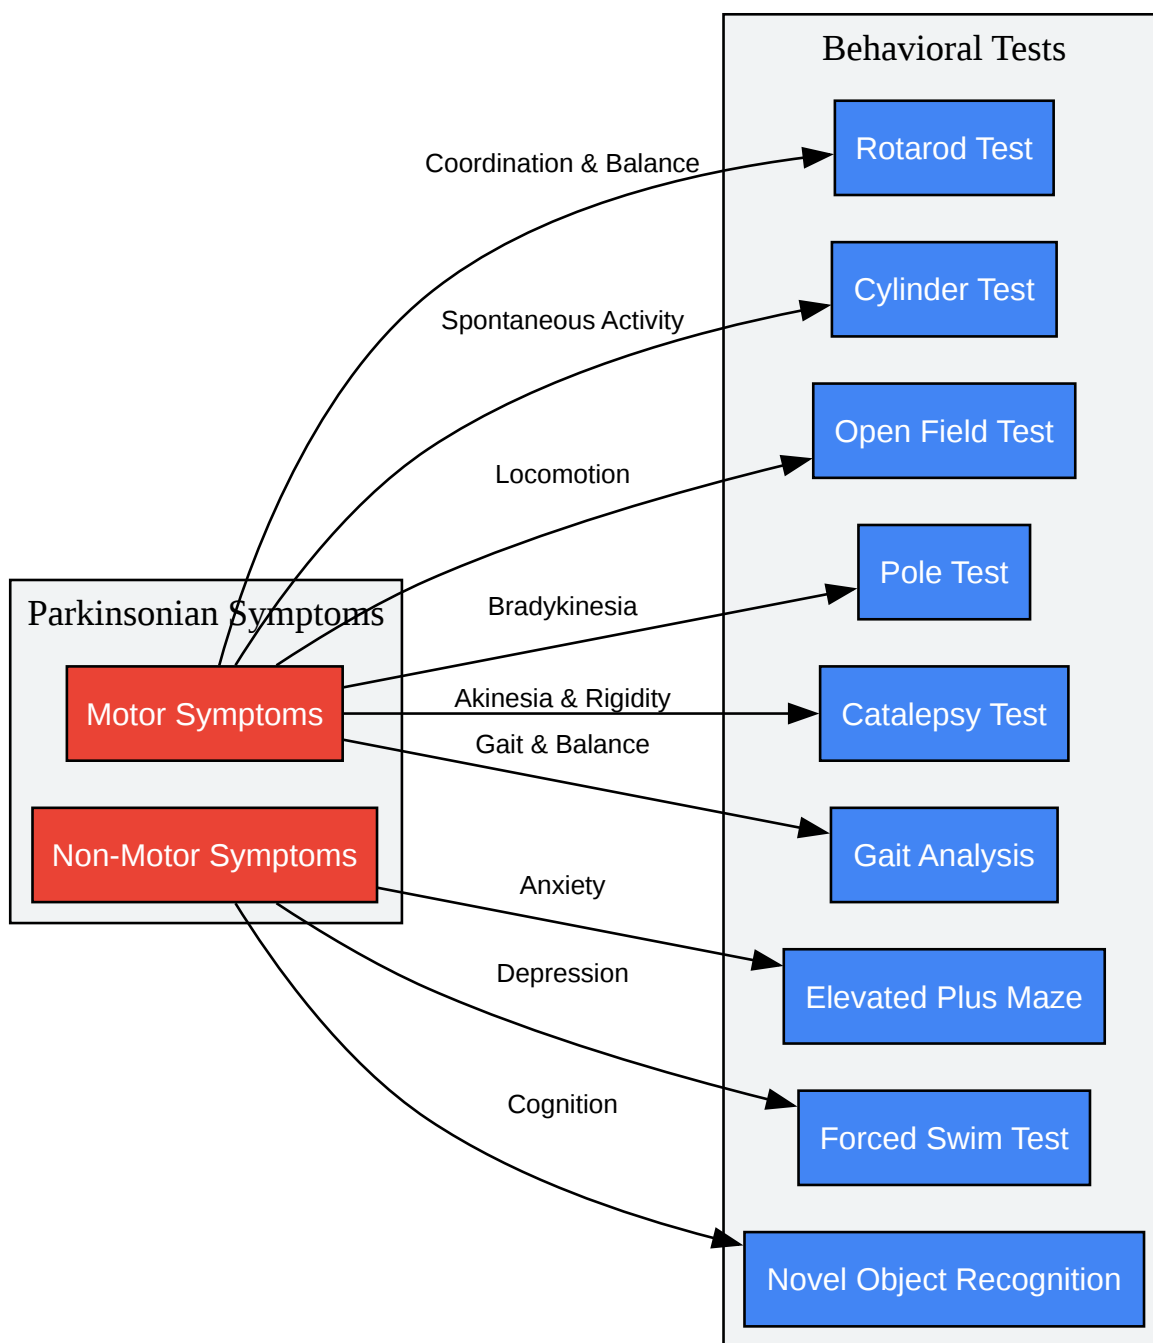 Behavioral Tests
Rotarod Test
Coordination & Balance
Cylinder Test
Spontaneous Activity
Open Field Test
Locomotion
Pole Test
Bradykinesia
Parkinsonian Symptoms
Motor Symptoms
Akinesia & Rigidity
Catalepsy Test
Gait & Balance
Gait Analysis
Non-Motor Symptoms
Anxiety
Elevated Plus Maze
Depression
Forced Swim Test
Cognition
Novel Object Recognition